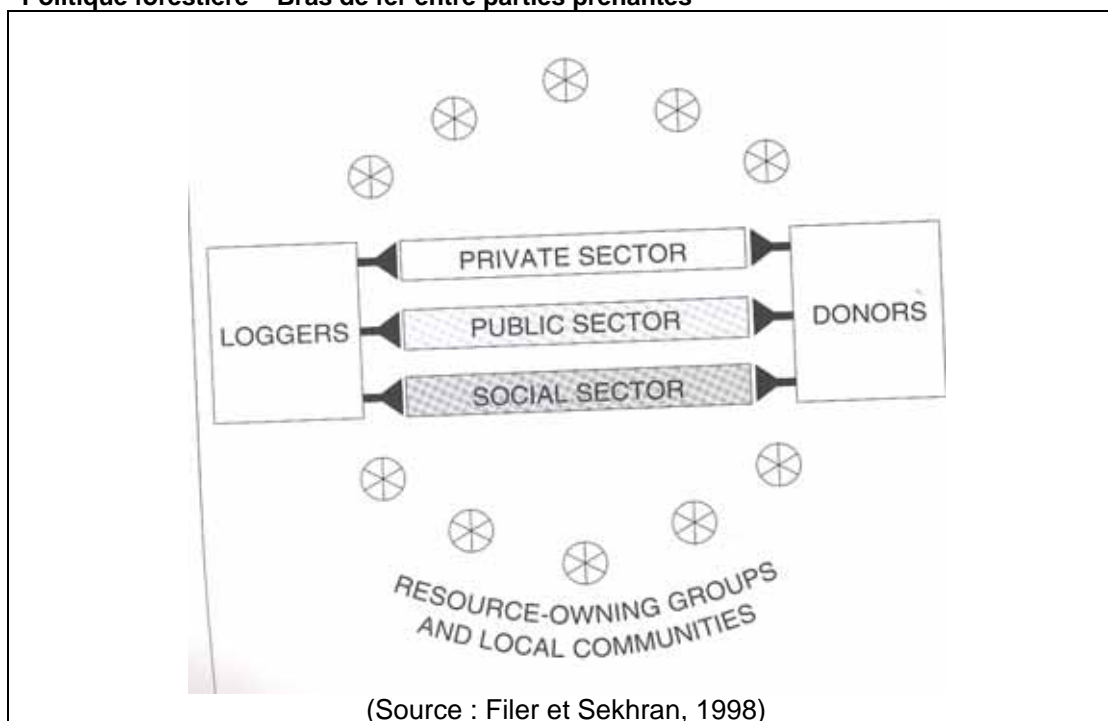 Politique forestière – Bras de fer entre parties prenantes
PRIVATE SECTOR
LOGGERS
PUBLIC SECTOR
DONORS
SOCIAL SECTOR
RESOURCE-OWNING GROUPS
AND LOCAL COMMUNITIES
(Source : Filer et Sekhran, 1998)